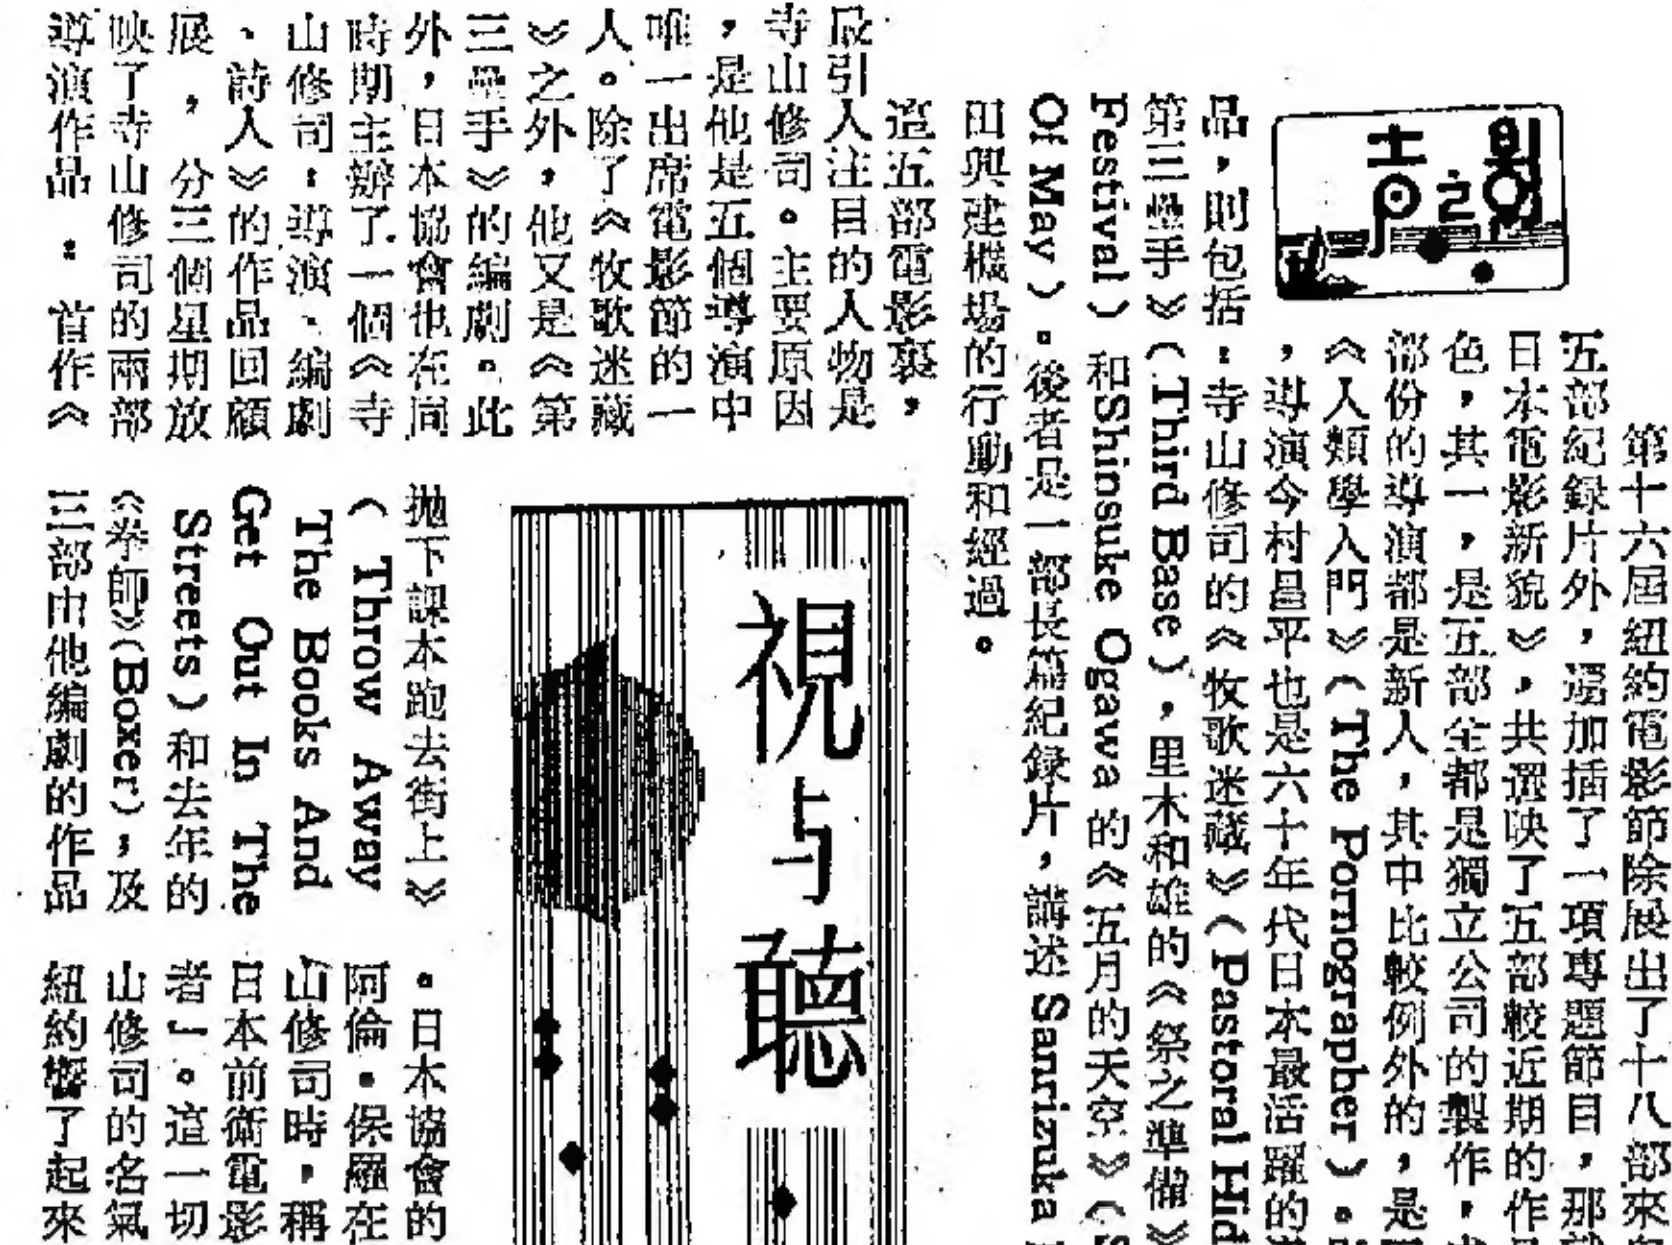 第十六屆紐約電影節除展出了十八部來
五部紀録片外，還加插了一項專題節目，那
日本電影新貌》，共選映了五部較近期的作
色，其一，是五部全都是獨立公司的製作，
部份的導演都是新人，其中比較例外的，是
《人類學入門》（The Pornographer）。
，導演今村昌平也是六十年代日本最活躍的
品，則包括：寺山修司的《牧歌迷藏》（Pastoral Hid
第三壘手》（Third Base），里木和雄的《祭之準備》
Festival）和Shinsuke Ogawa 的《五月的天空》（
Of May）。後者是一部長篇紀録片，講述 Sanrizuka
田興建機場的行動和經過。
這五部電影裏，
最引人注目的人物是
寺山修司。主要原因
，是他是五個導演中
唯一出席電影節的一
人。除了《牧歌迷藏
》之外，他又是《第
三壘手》的編劇。此
外，日本協會也在同
時期主辦了一個《寺
山修司：導演、編劇
、詩人》的作品回顧
展，分三個星期放
映了寺山修司的兩部
導演作品：首作《
拋下課本跑去街上》
（Throw Away
The Books And
Get Out In The
Streets）和去年的
《拳師》（Boxer），及
三部由他編劇的作品
。日本協會的
阿倫·保羅在
山修司時，稱
日本前衛電影
者」。這一切
山修司的名氣
紐約響了起來
視与聽